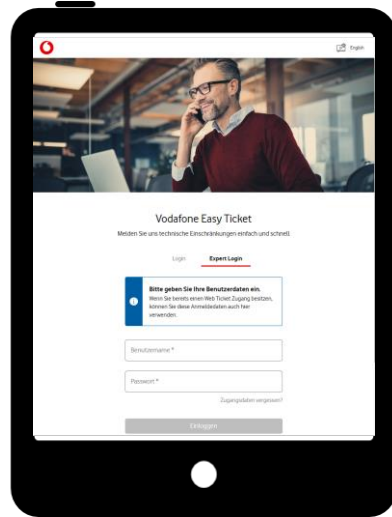 English
Vodafone Easy Ticket
Melden Sie uns technische Einschränkungen einfach und schnell.
Login
Expert Login
Bitte geben Sie Ihre Benutzerdaten ein.
Wenn Sie bereits einen Web Ticket Zugang besitzen,
können Sie diese Anmeldedaten auch hier
verwenden.
Benutzername *
Passwort *
Zugangsdaten vergessen?
Einloggen